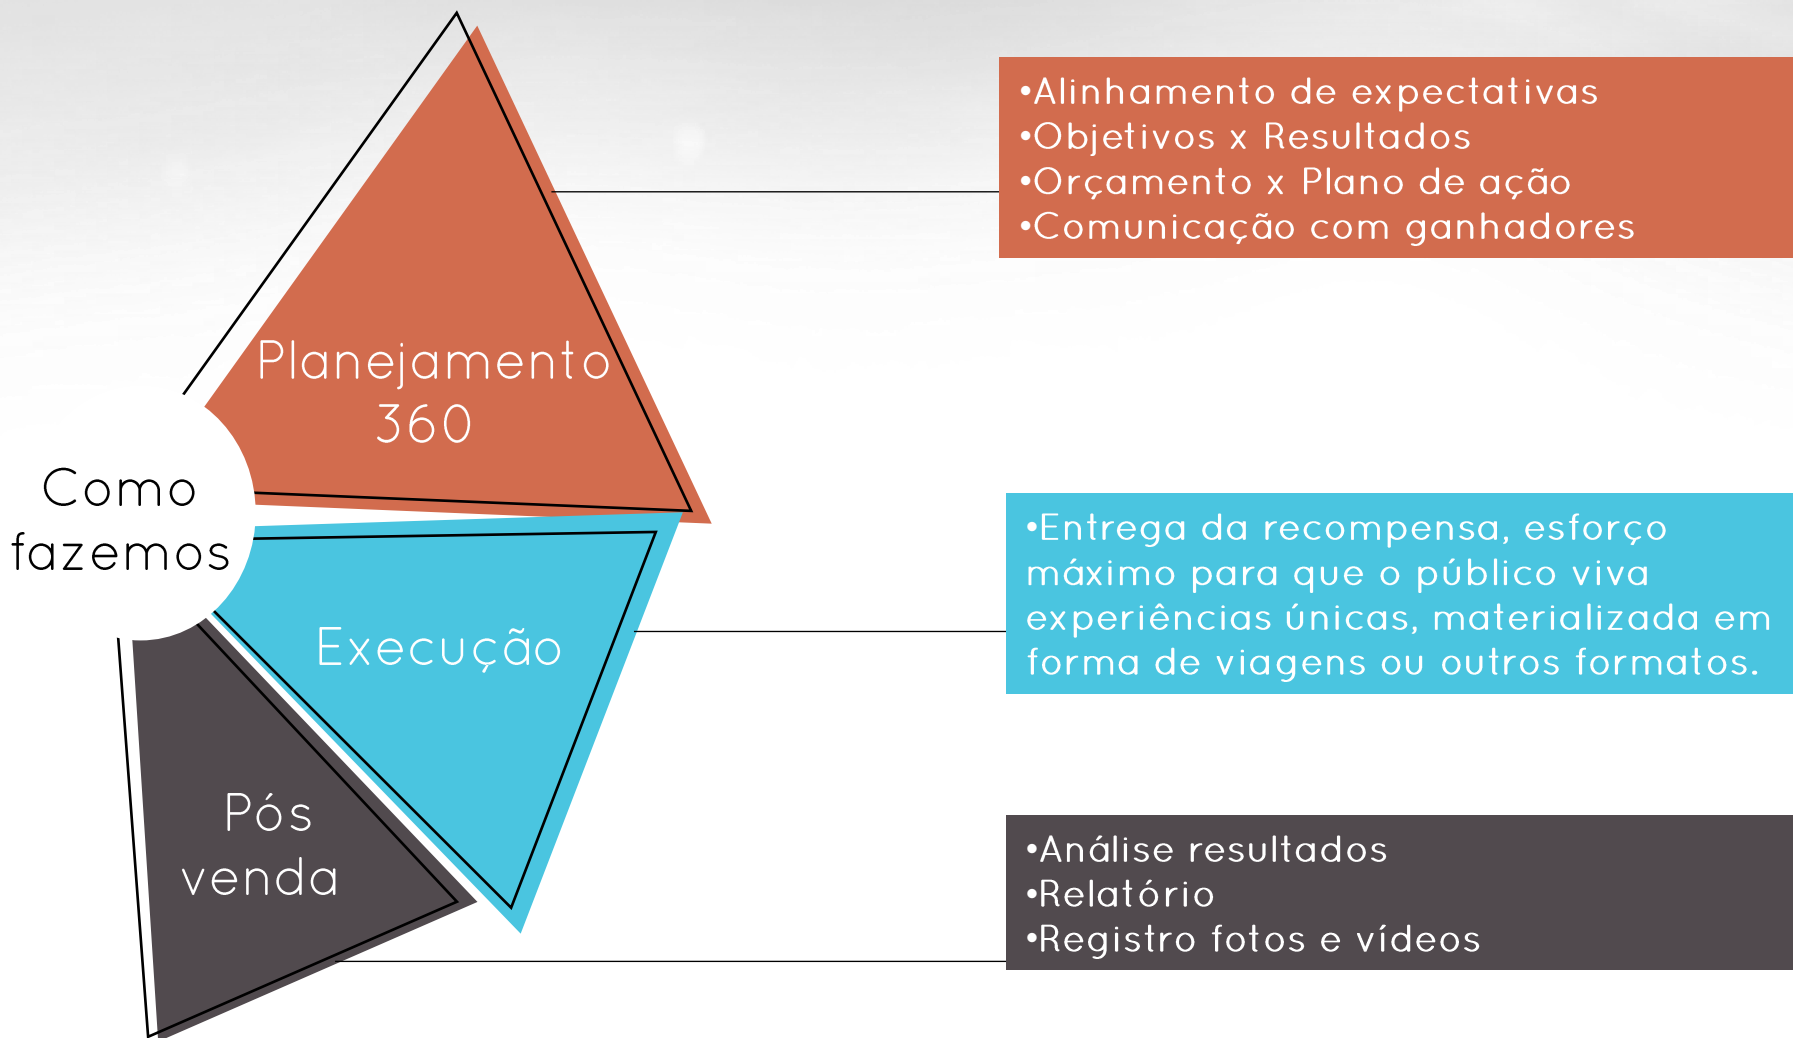 Como
fazemos
Planejamento
360
•Alinhamento de expectativas
•Objetivos x Resultados
•Orçamento x Plano de ação
•Comunicação com ganhadores
Execução
•Entrega da recompensa, esforço
máximo para que o público viva
experiências únicas, materializada em
forma de viagens ou outros formatos.
Pós
venda
•Análise resultados
•Relatório
•Registro fotos e vídeos